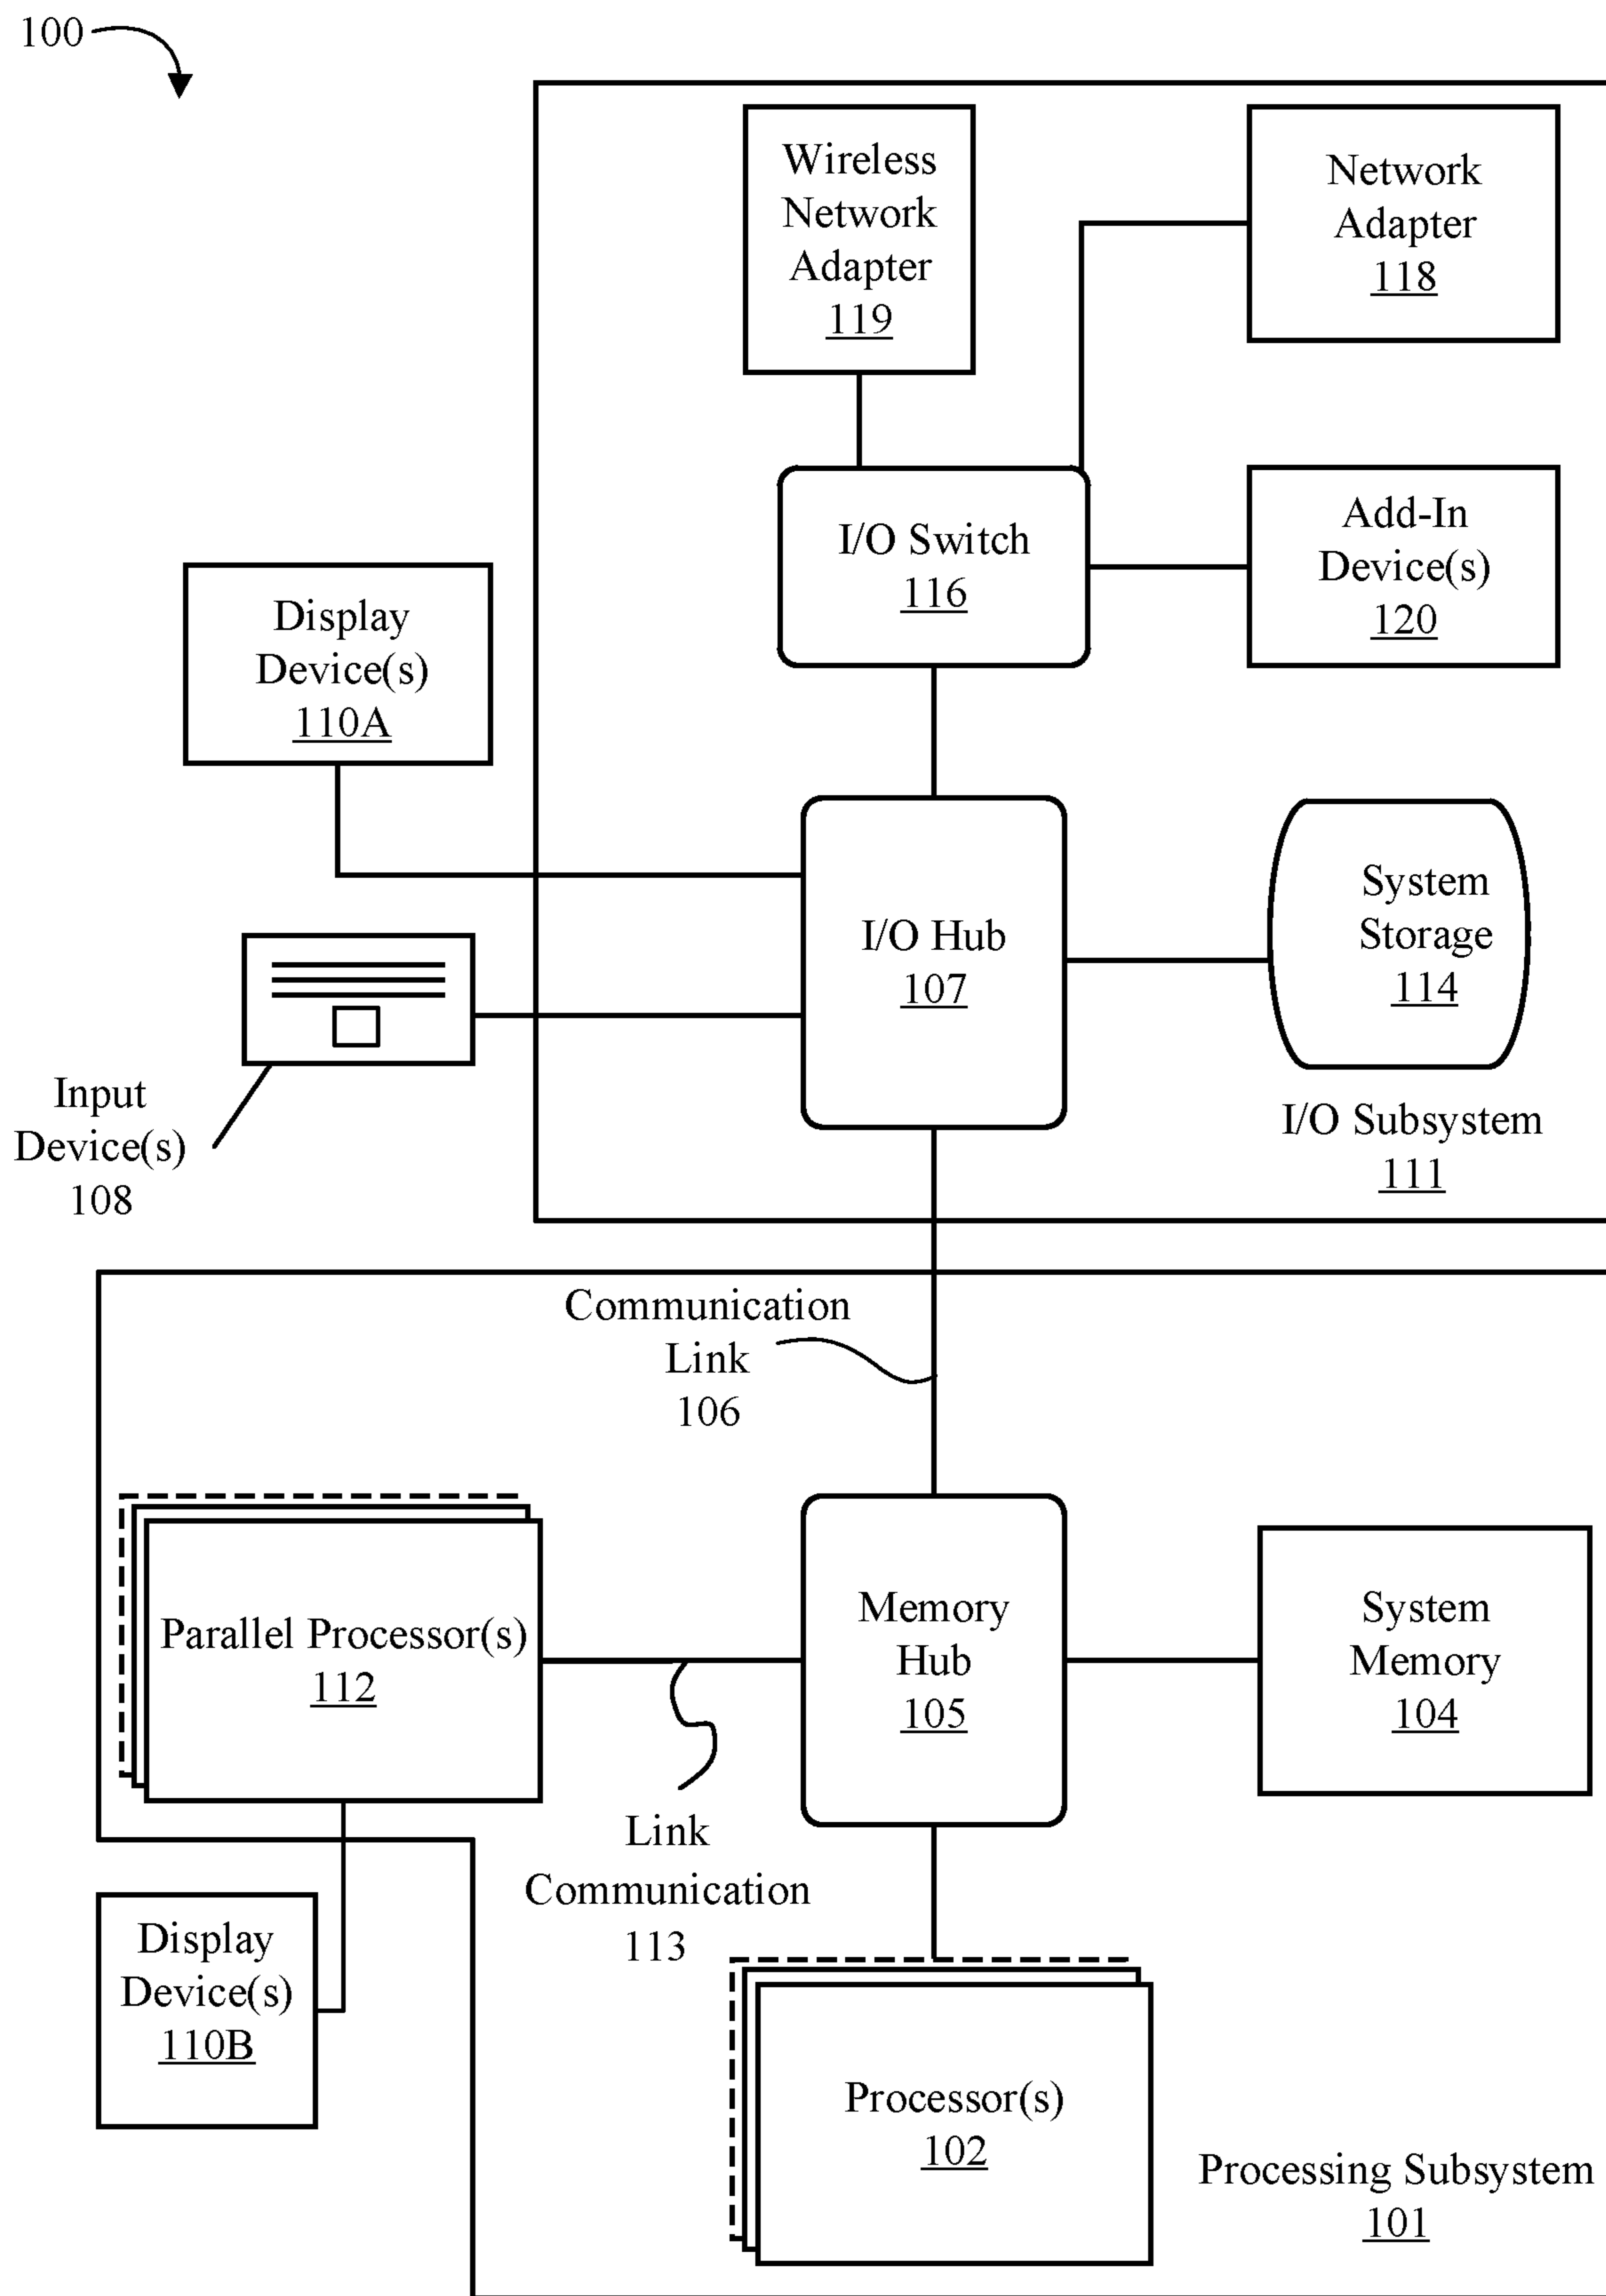 100
Wireless
Network
Adapter
119
Network
Adapter
118
I/O Switch
116
Add-In
Device(s)
120
Display
Device(s)
110A
I/O Hub
107
System
Storage
114
Input
Device(s)
108
I/O Subsystem
111
Communication
Link
106
Parallel Processor(s)
112
Memory
Hub
105
System
Memory
104
Link
Communication
113
Display
Device(s)
110B
Processor(s)
102
Processing Subsystem
101